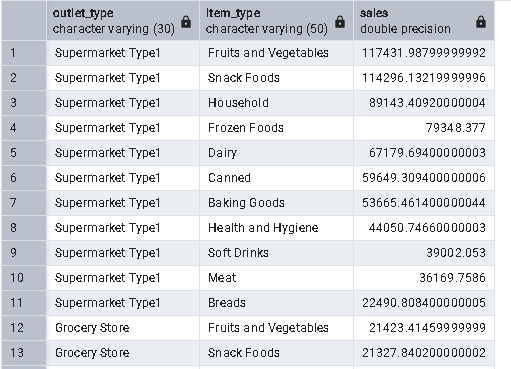 outlet_type item_type sales
character varying (30) character varying (50) double precision
1 Supermarket Type1 Fruits and Vegetables 117431.98799999992
2 Supermarket Type1 Snack Foods 114296.13219999996
3 Supermarket Type1 Household 89143.40920000004
4 Supermarket Type1 Frozen Foods 79348.377
5 Supermarket Type1 Dairy 67179.69400000003
6 Supermarket Type1 Canned 59649.309400000006
7 Supermarket Type1 Baking Goods 53665.461400000044
8 Supermarket Type1 Health and Hygiene 44050.74660000003
9 Supermarket Type1 Soft Drinks 39002.053
10 Supermarket Type1 Meat 36169.7586
11 Supermarket Type1 Breads 22490.808400000005
12 Grocery Store Fruits and Vegetables 21423.41459999999
13 Grocery Store Snack Foods 21327.840200000002